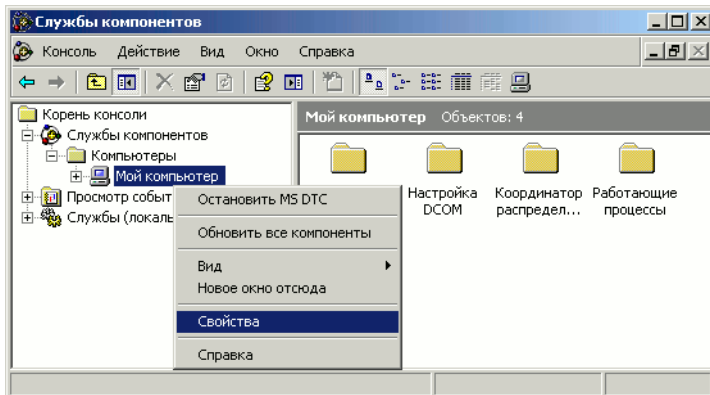 Службы компонентов
Консоль Действие Вид Окно Справка
Корень консоли
Службы компонентов
Компьютеры
Мой компьютер
Просмотр событ
Службы (локаль
Мой компьютер Объектов: 4
Настройка DCOM
Координатор распредел...
Работающие процессы
Остановить MS DTC
Обновить все компоненты
Вид
Новое окно отсюда
Свойства
Справка